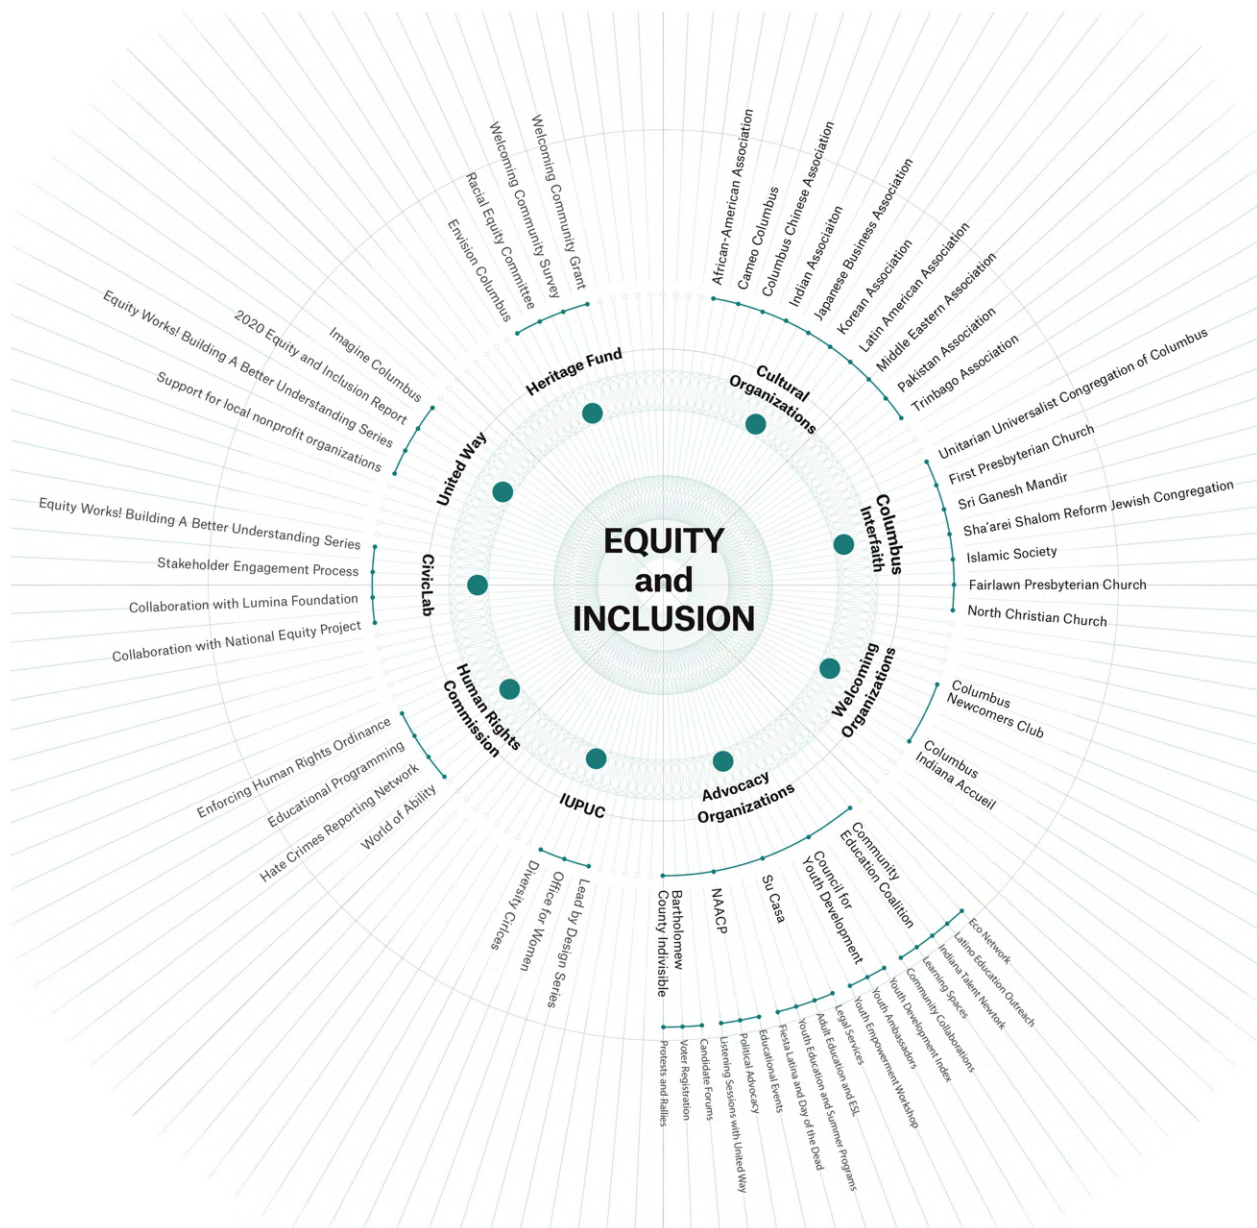 EQUITY
and
INCLUSION
Cultural
Organizations
African-American Association
Cameo Columbus
Columbus Chinese Association
Indian Associaiton
Japanese Business Association
Korean Association
Latin American Association
Middle Eastern Association
Pakistan Association
Trinbago Association
Columbus
Interfaith
Unitarian Universalist Congregation of Columbus
First Presbyterian Church
Sri Ganesh Mandir
Sha'arei Shalom Reform Jewish Congregation
Islamic Society
Fairlawn Presbyterian Church
North Christian Church
Welcoming
Organizations
Columbus
Newcomers Club
Columbus
Indiana Accueil
Advocacy
Organizations
Community
Education Coalition
Eco Network
Latino Education Outreach
Indiana Talent Newtork
Learning Spaces
Community Collaborations
Council for
Youth Development
Youth Development Index
Youth Ambassadors
Youth Empowerment Workshop
Su Casa
Legal Services
Adult Education and ESL
Youth Education and Summer Programs
Fiesta Latina and Day of the Dead
NAACP
Educational Events
Political Advocacy
Listening Sessions with United Way
Bartholomew
County Indivisible
Candidate Forums
Voter Registration
Protests and Rallies
IUPUC
Lead by Design Series
Office for Women
Diversity Cirlces
Human Rights
Commission
World of Ability
Hate Crimes Reporting Network
Educational Programming
Enforcing Human Rights Ordinance
CivicLab
Collaboration with National Equity Project
Collaboration with Lumina Foundation
Stakeholder Engagement Process
Equity Works! Building A Better Understanding Series
United Way
Support for local nonprofit organizations
Equity Works! Building A Better Understanding Series
2020 Equity and Inclusion Report
Imagine Columbus
Heritage Fund
Envision Columbus
Racial Equity Committee
Welcoming Community Survey
Welcoming Community Grant